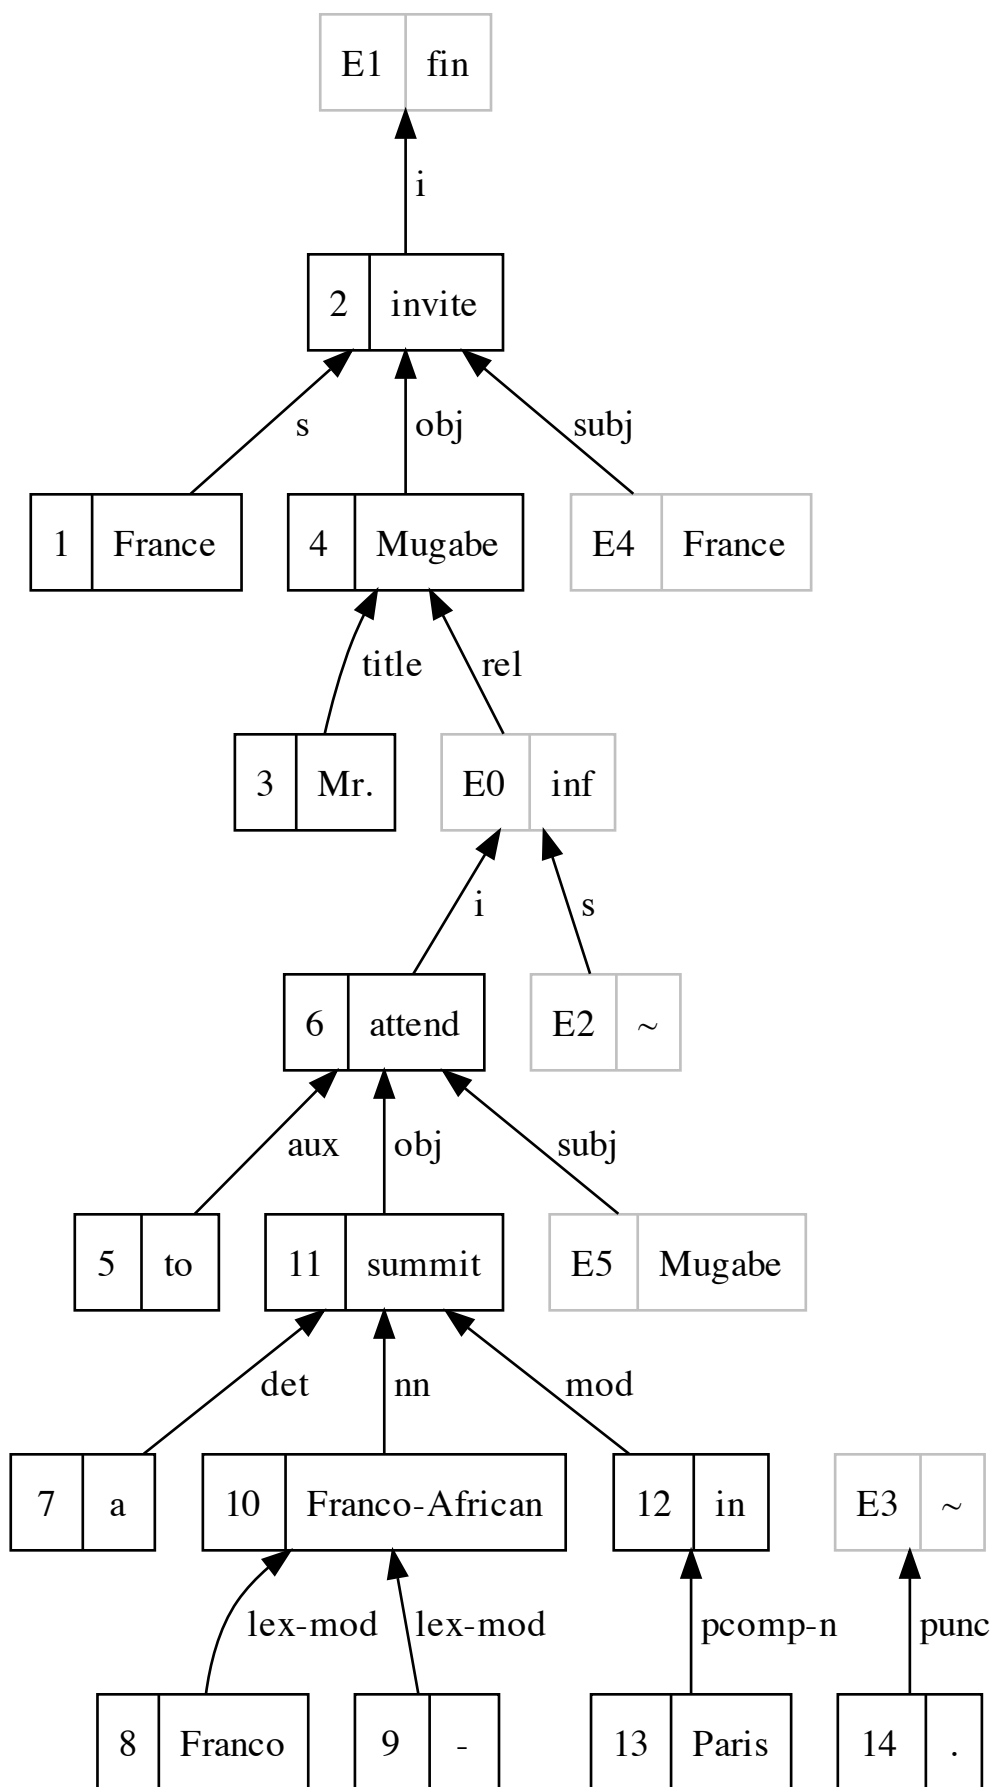 E1 fin
i
2 invite
s obj subj
1 France 4 Mugabe E4 France
title rel
3 Mr. E0 inf
i s
6 attend E2 ~
aux obj subj
5 to 11 summit E5 Mugabe
det nn mod
7 a 10 Franco-African 12 in E3 ~
lex-mod lex-mod pcomp-n punc
8 Franco 9 - 13 Paris 14 .